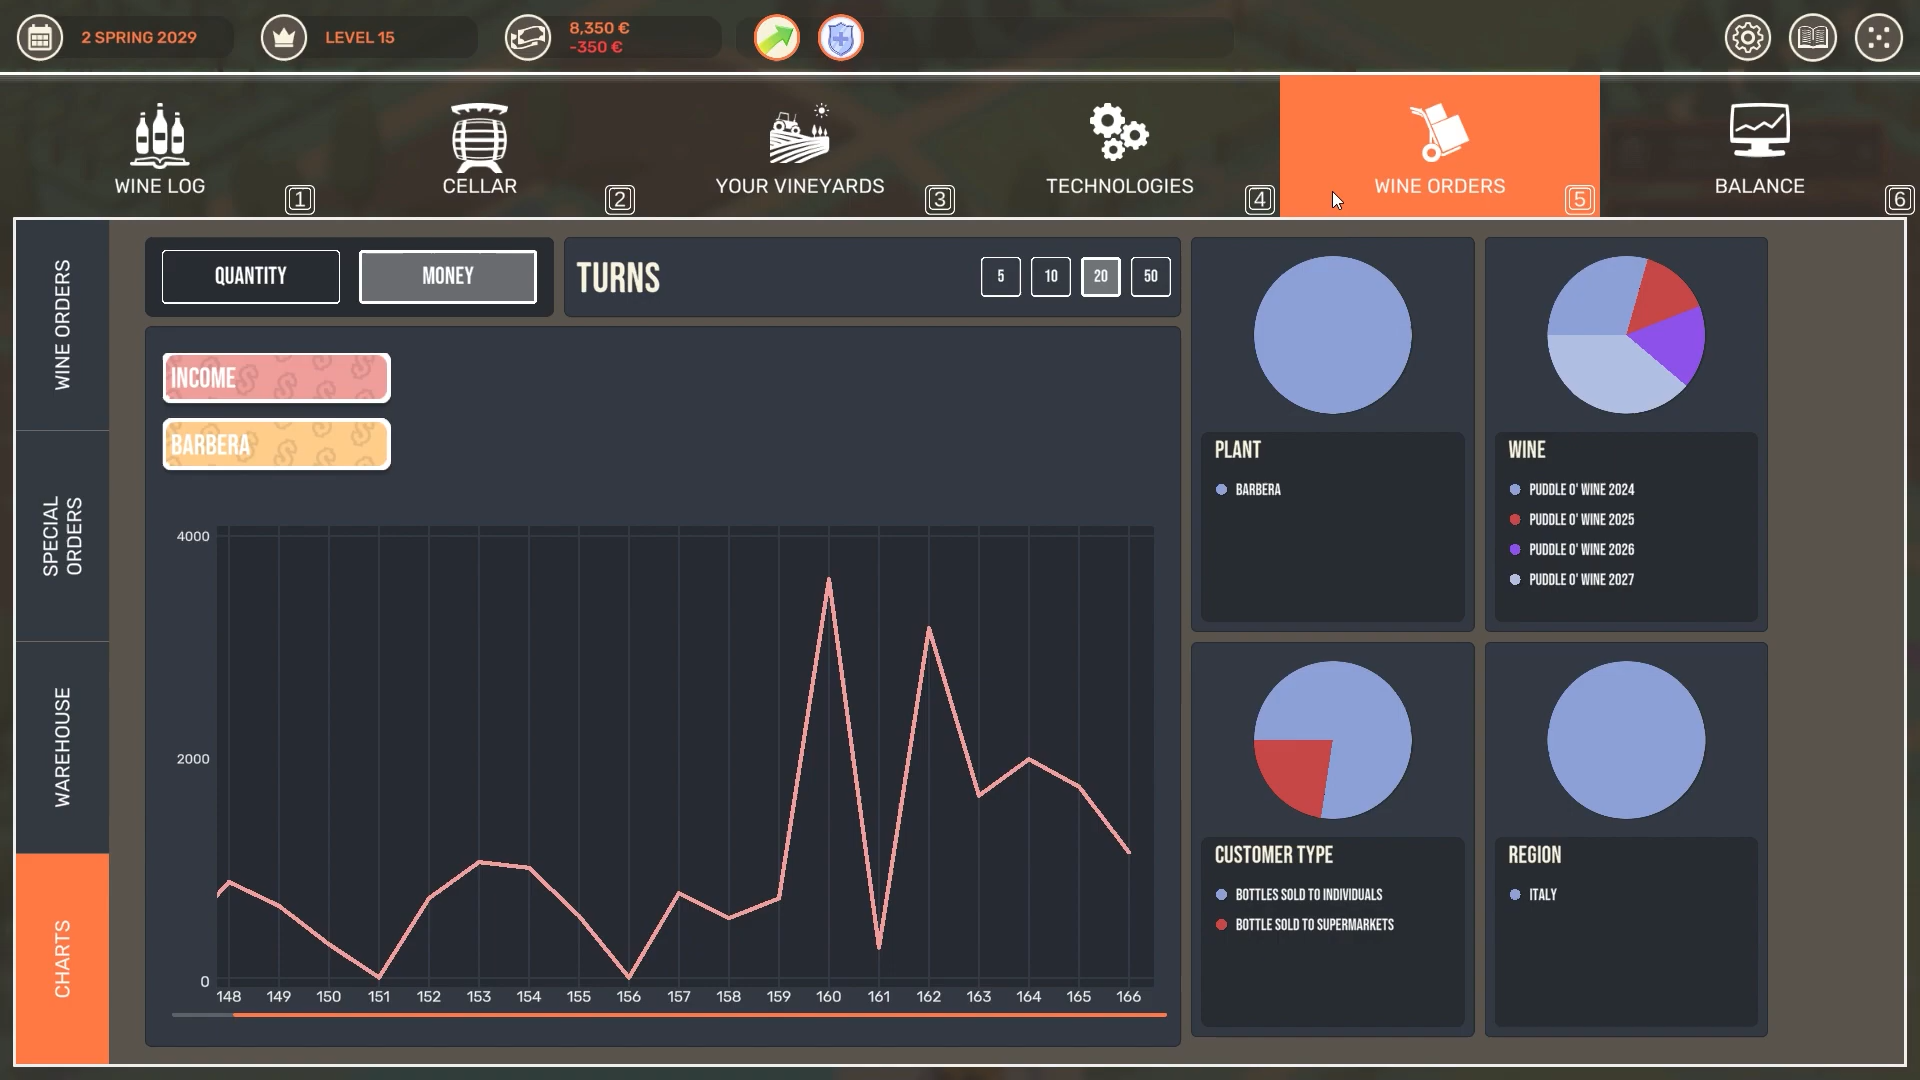 2 SPRING 2029
LEVEL 15
8,350 €
-350 €
WINE LOG
1
CELLAR
2
YOUR VINEYARDS
3
TECHNOLOGIES
4
WINE ORDERS
5
BALANCE
6
WINE ORDERS
SPECIAL
ORDERS
WAREHOUSE
CHARTS
QUANTITY
MONEY
TURNS
5
10
20
50
INCOME
BARBERA
4000
2000
0
148 149 150 151 152 153 154 155 156 157 158 159 160 161 162 163 164 165 166
PLANT
BARBERA
WINE
PUDDLE O' WINE 2024
PUDDLE O' WINE 2025
PUDDLE O' WINE 2026
PUDDLE O' WINE 2027
CUSTOMER TYPE
BOTTLES SOLD TO INDIVIDUALS
BOTTLE SOLD TO SUPERMARKETS
REGION
ITALY